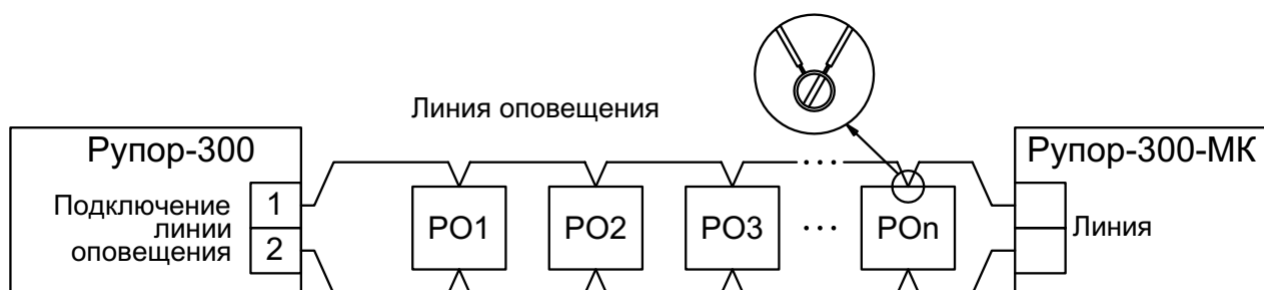 Линия оповещения
Рупор-300
Рупор-300-МК
Подключение
линии
оповещения
1
2
РО1
РО2
РО3
...
...
РОn
Линия